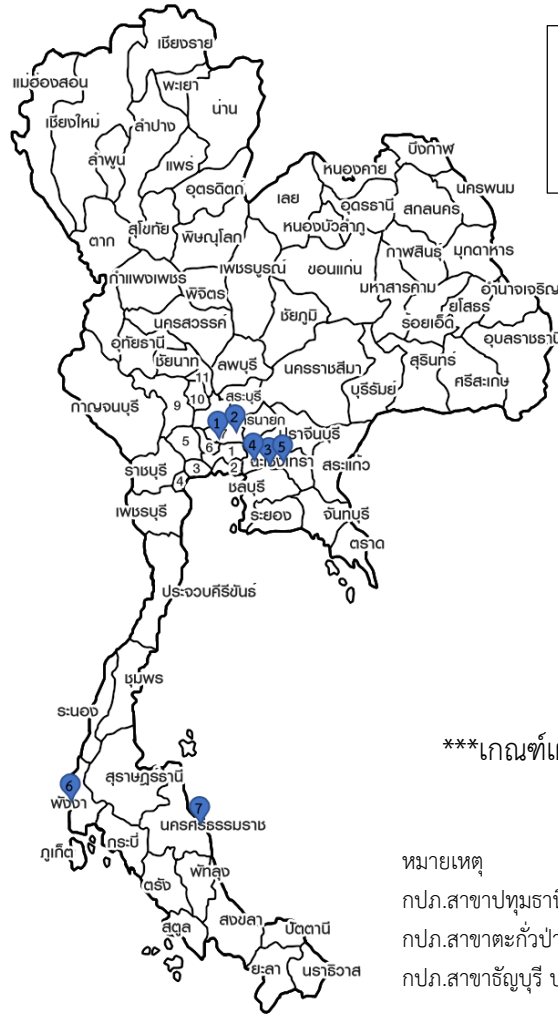 เชียงราย
แม่ฮ่องสอน
พะเยา
น่าน
เชียงใหม่
ลำปาง
ลำพูน
แพร่
อุตรดิตถ์
บึงกาฬ
หนองคาย
เลย
อุดรธานี
นครพนม
สกลนคร
หนองบัวลำภู
ตาก
สุโขทัย
พิษณุโลก
เพชรบูรณ์
ขอนแก่น
กาฬสินธุ์
มุกดาหาร
กำแพงเพชร
พิจิตร
มหาสารคาม
อำนาจเจริญ
ยโสธร
ชัยภูมิ
ร้อยเอ็ด
นครสวรรค์
อุบลราชธานี
อุทัยธานี
ชัยนาท
ลพบุรี
นครราชสีมา
สุรินทร์
ศรีสะเกษ
บุรีรัมย์
11
10
9
สระบุรี
กาญจนบุรี
1
2
รนายก
ปราจีนบุรี
5
6
1
4
3
5
สระแก้ว
ราชบุรี
3
2
4
ชลบุรี
เพชรบุรี
ระยอง
จันทบุรี
ตราด
ประจวบคีรีขันธ์
ชุมพร
ระนอง
***เกณฑ์
สุราษฎร์ธานี
6
พังงา
7
นครศรีธรรมราช
กระบี่
ภูเก็ต
หมายเหตุ
พัทลุง
ตรัง
กปภ.สาขาปทุมธานี
สงขลา
สตูล
ปัตตานี
กปภ.สาขาตะกั่วป่า
ยะลา
นราธิวาส
กปภ.สาขาธัญบุรี